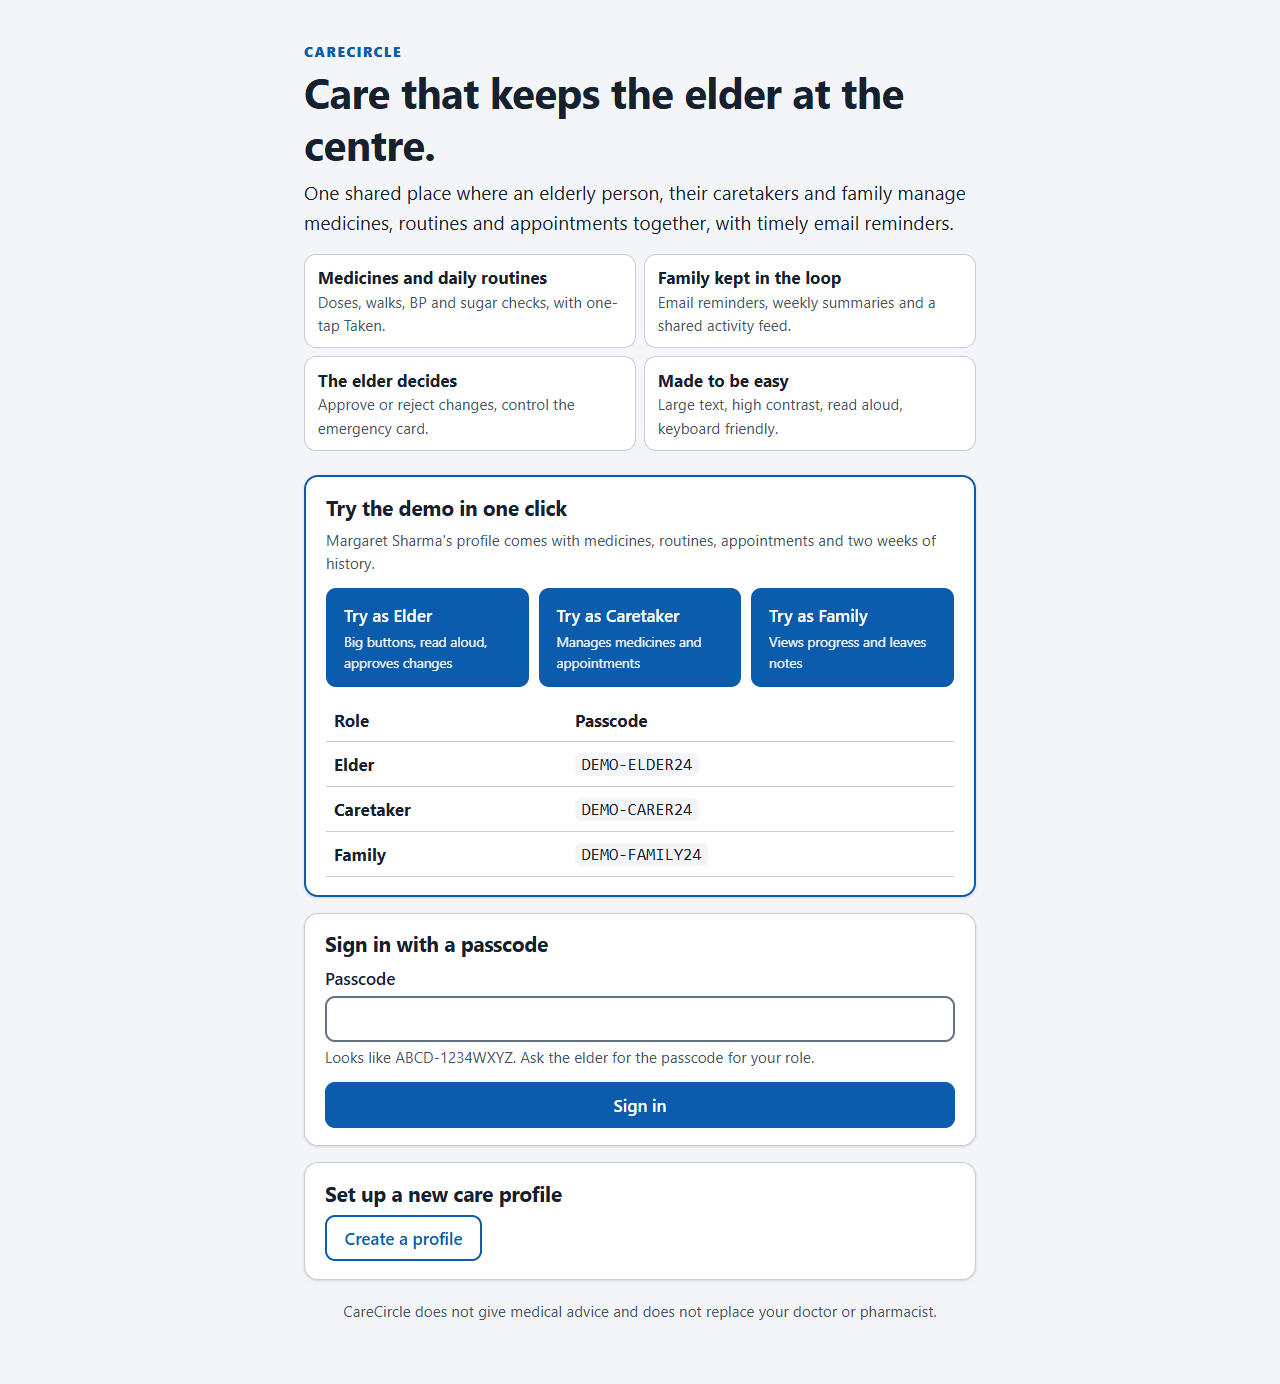 CARECIRCLE
Care that keeps the elder at the
centre.
One shared place where an elderly person, their caretakers and family manage
medicines, routines and appointments together, with timely email reminders.
Medicines and daily routines
Doses, walks, BP and sugar checks, with one-
tap Taken.
Family kept in the loop
Email reminders, weekly summaries and a
shared activity feed.
The elder decides
Approve or reject changes, control the
emergency card.
Made to be easy
Large text, high contrast, read aloud,
keyboard friendly.
Try the demo in one click
Margaret Sharma's profile comes with medicines, routines, appointments and two weeks of
history.
Try as Elder
Big buttons, read aloud,
approves changes
Try as Caretaker
Manages medicines and
appointments
Try as Family
Views progress and leaves
notes
Role Passcode
Elder DEMO-ELDER24
Caretaker DEMO-CARER24
Family DEMO-FAMILY24
Sign in with a passcode
Passcode
Looks like ABCD-1234WXYZ. Ask the elder for the passcode for your role.
Sign in
Set up a new care profile
Create a profile
CareCircle does not give medical advice and does not replace your doctor or pharmacist.